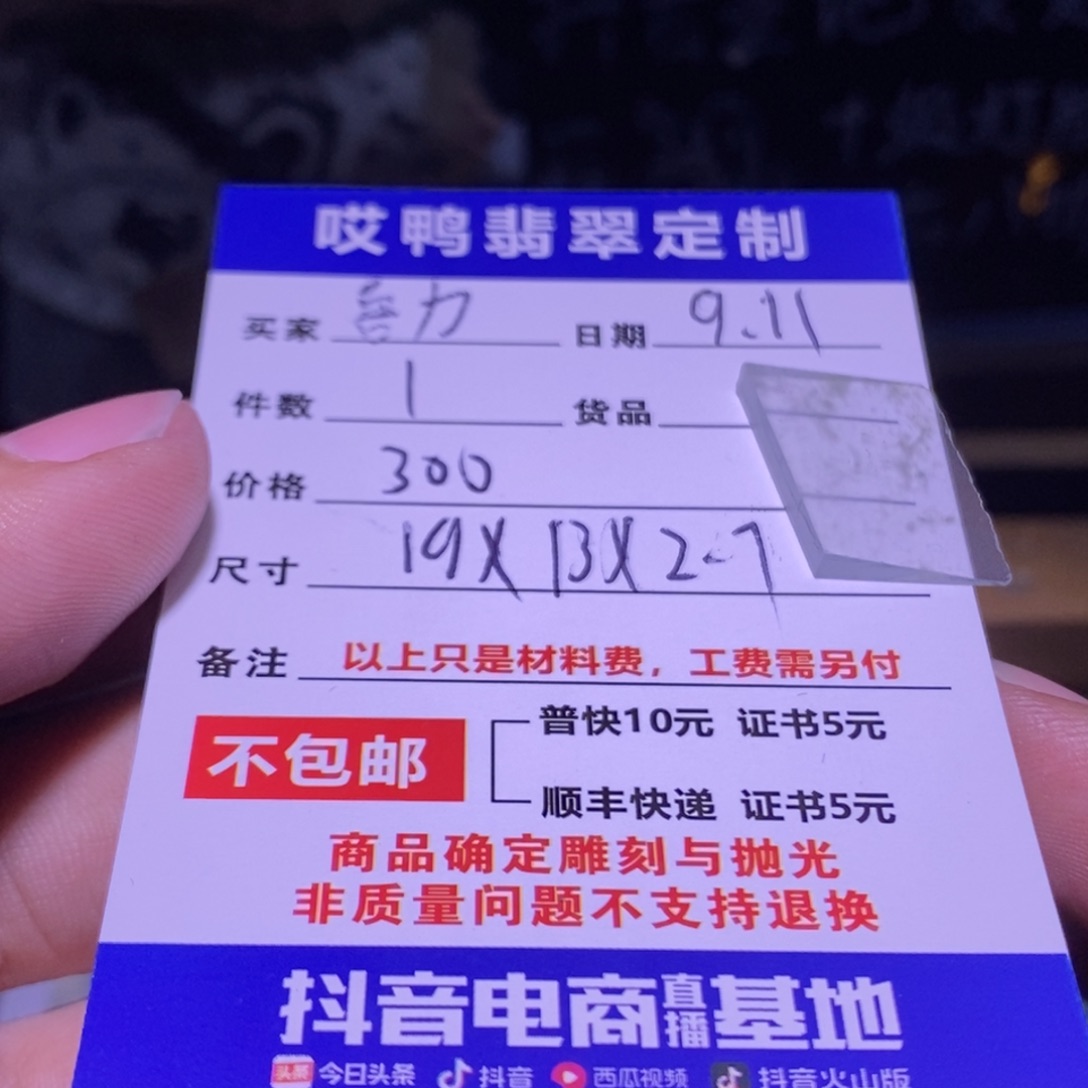 哎鸭翡翠定制
买家 力 日期 9.11
件数 1 货品
价格 300
尺寸 19X13X2.7
备注 以上只是材料费，工费需另付
不包邮
普快10元 证书5元
顺丰快递 证书5元
商品确定雕刻与抛光
非质量问题不支持退换
抖音电商直播基地
头条 今日头条 抖音 西瓜视频 抖音火山版